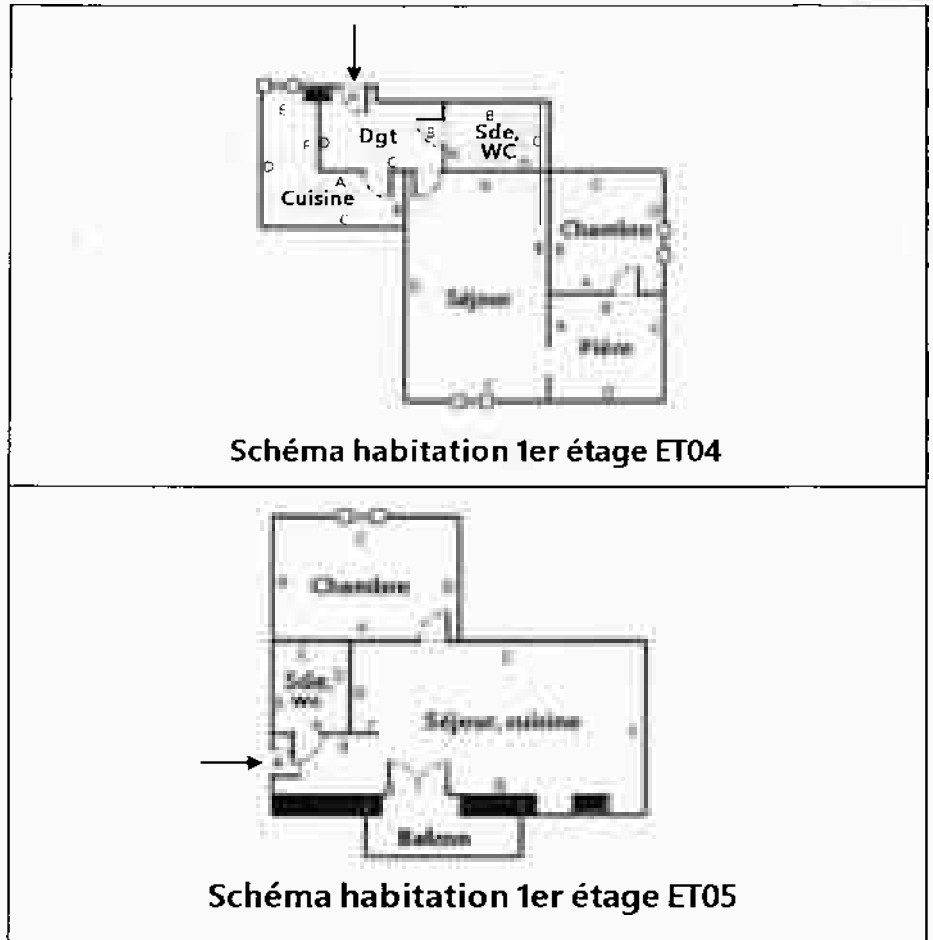 Dgt
B
Sde,
WC
A
Cuisine
C
Chambre
Séjour
Pièce
Schéma habitation 1er étage ET04
Chambre
Sde,
Wc
Séjour, cuisine
Balcon
Schéma habitation 1er étage ET05